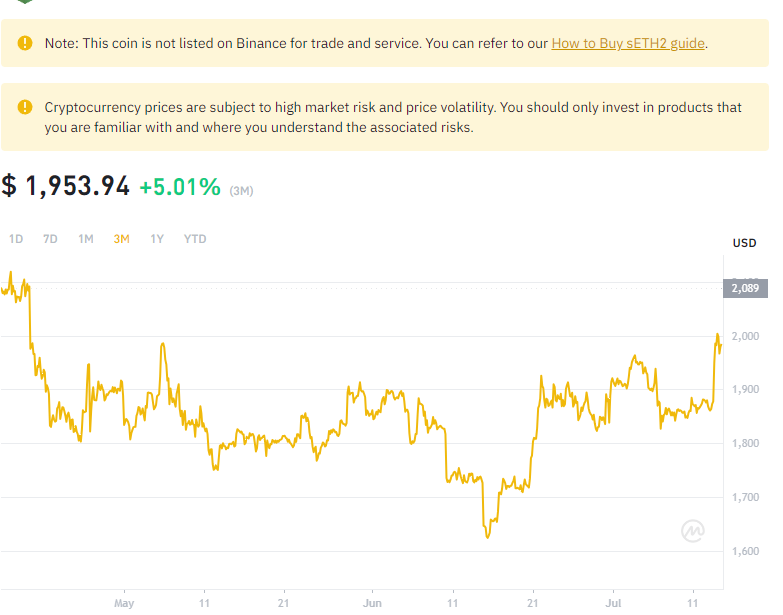 Note: This coin is not listed on Binance for trade and service. You can refer to our How to Buy sETH2 guide.
Cryptocurrency prices are subject to high market risk and price volatility. You should only invest in products that
you are familiar with and where you understand the associated risks.
$ 1,953.94 +5.01% (3M)
1D 7D 1M 3M 1Y YTD
USD
2,089
2,000
1,900
1,800
1,700
1,600
May 11 21 Jun 11 21 Jul 11